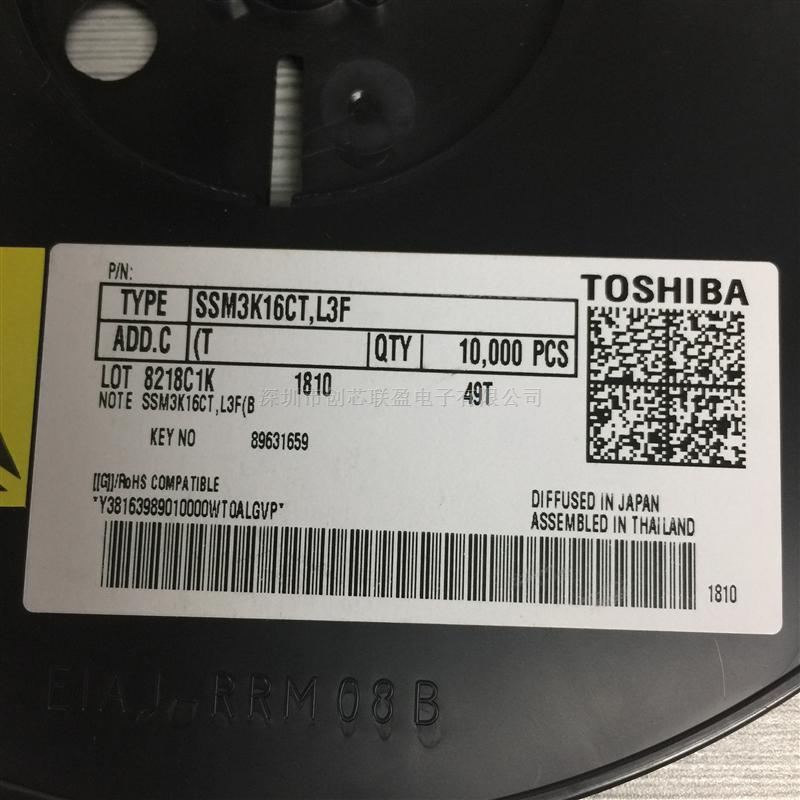 P/N:
TOSHIBA
TYPE SSM3K16CT,L3F
ADD.C (T QTY 10,000 PCS
LOT 8218C1K 1810 49T
深圳市创芯联盈电子有限公司
NOTE SSM3K16CT,L3F(B
KEY NO 89631659
[[G]]/RoHS COMPATIBLE
*Y38163989010000WT0ALGVP*
DIFFUSED IN JAPAN
ASSEMBLED IN THAILAND
1810
EIAJ RRM 08B